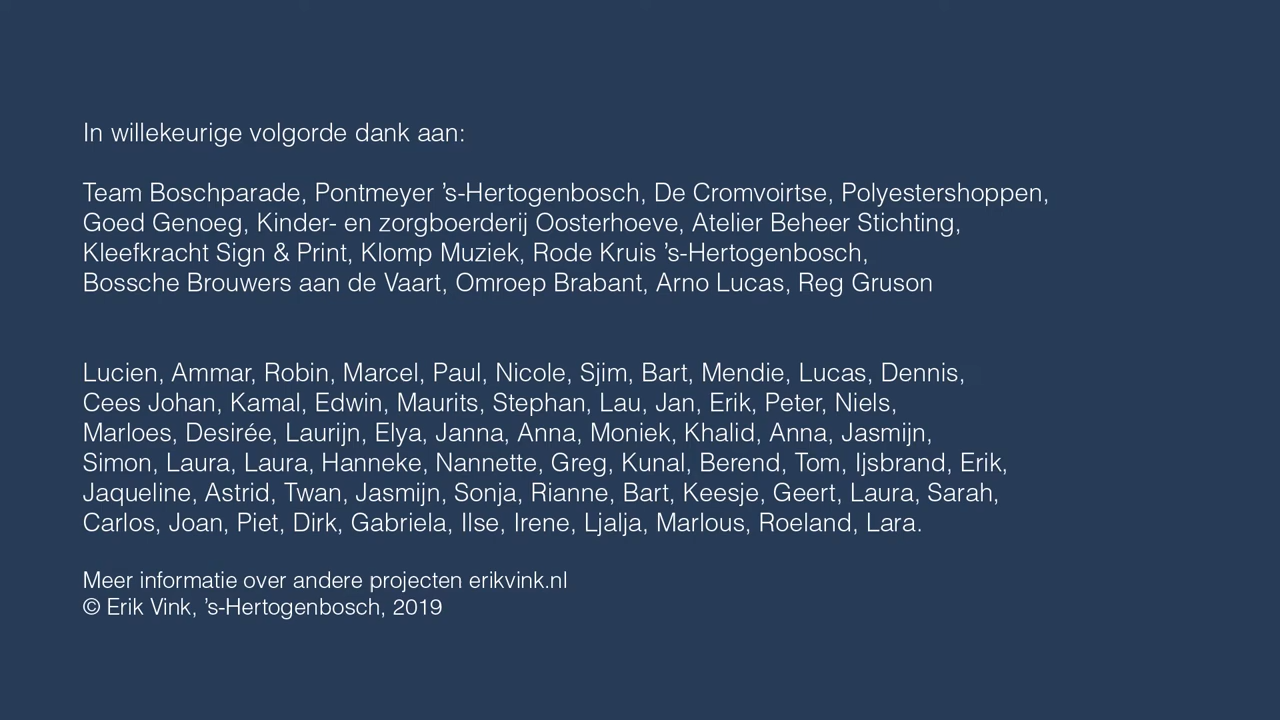 In willekeurige volgorde dank aan:
Team Boschparade, Pontmeyer ’s-Hertogenbosch, De Cromvoirtse, Polyestershoppen,
Goed Genoeg, Kinder- en zorgboerderij Oosterhoeve, Atelier Beheer Stichting,
Kleefkracht Sign & Print, Klomp Muziek, Rode Kruis ’s-Hertogenbosch,
Bossche Brouwers aan de Vaart, Omroep Brabant, Arno Lucas, Reg Gruson
Lucien, Ammar, Robin, Marcel, Paul, Nicole, Sjim, Bart, Mendie, Lucas, Dennis,
Cees Johan, Kamal, Edwin, Maurits, Stephan, Lau, Jan, Erik, Peter, Niels,
Marloes, Desirée, Laurijn, Elya, Janna, Anna, Moniek, Khalid, Anna, Jasmijn,
Simon, Laura, Laura, Hanneke, Nannette, Greg, Kunal, Berend, Tom, Ijsbrand, Erik,
Jaqueline, Astrid, Twan, Jasmijn, Sonja, Rianne, Bart, Keesje, Geert, Laura, Sarah,
Carlos, Joan, Piet, Dirk, Gabriela, Ilse, Irene, Ljalja, Marlous, Roeland, Lara.
Meer informatie over andere projecten erikvink.nl
© Erik Vink, ’s-Hertogenbosch, 2019